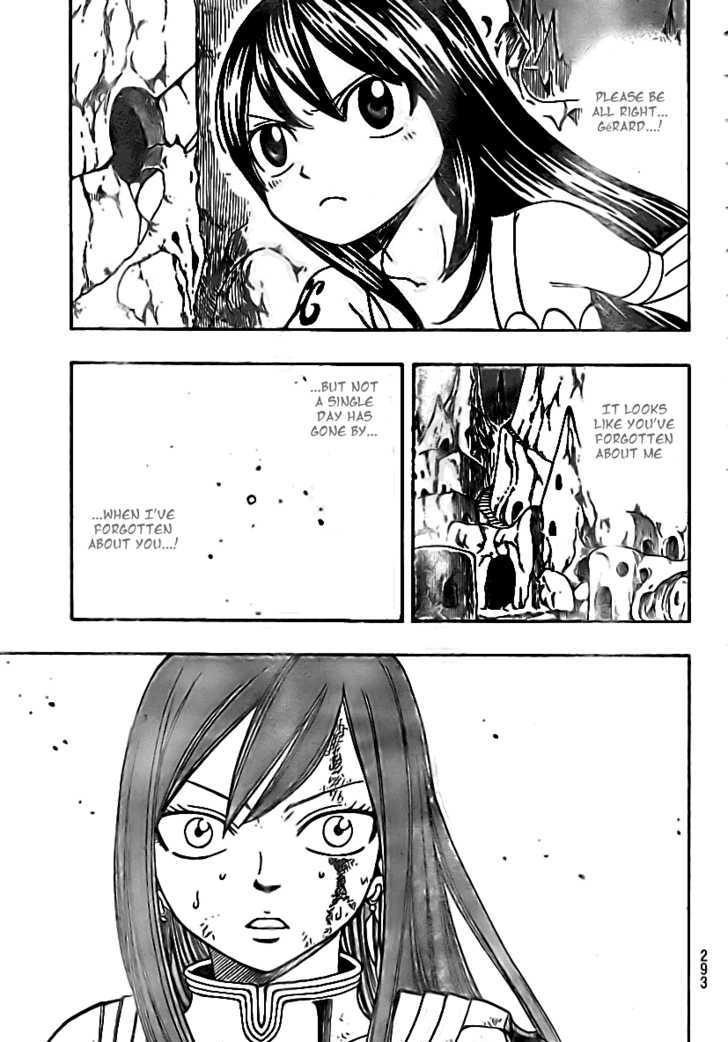 PLEASE BE
ALL RIGHT...
GéRARD...!
IT LOOKS
LIKE YOU'VE
FORGOTTEN
ABOUT ME
...BUT NOT
A SINGLE
DAY HAS
GONE BY...
...WHEN I'VE
FORGOTTEN
ABOUT YOU...!
293